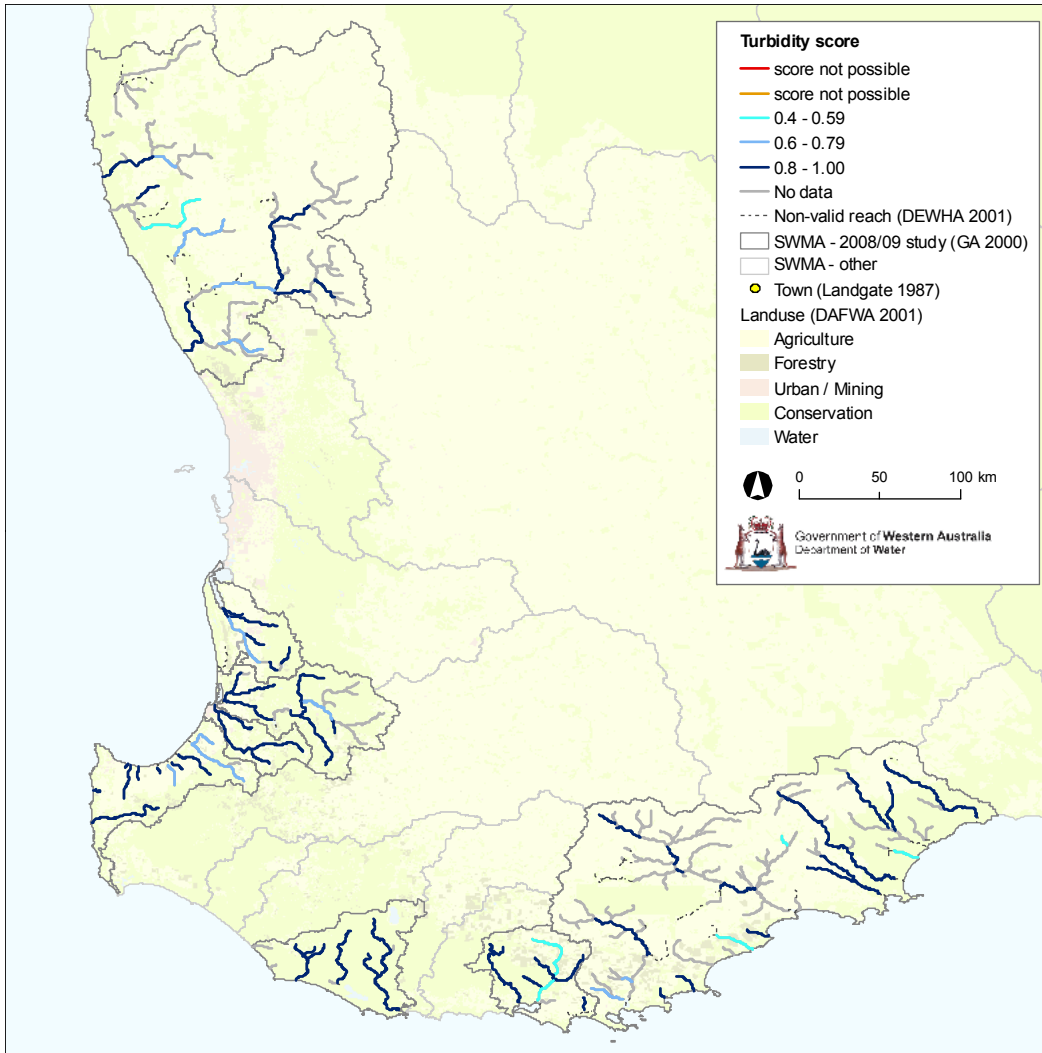 Turbidity score
score not possible
score not possible
0.4 - 0.59
0.6 - 0.79
0.8 - 1.00
No data
Non-valid reach (DEWHA 2001)
SWMA - 2008/09 study (GA 2000)
SWMA - other
Town (Landgate 1987)
Landuse (DAFWA 2001)
Agriculture
Forestry
Urban / Mining
Conservation
Water
0 50 100 km
Government of Western Australia
Department of Water